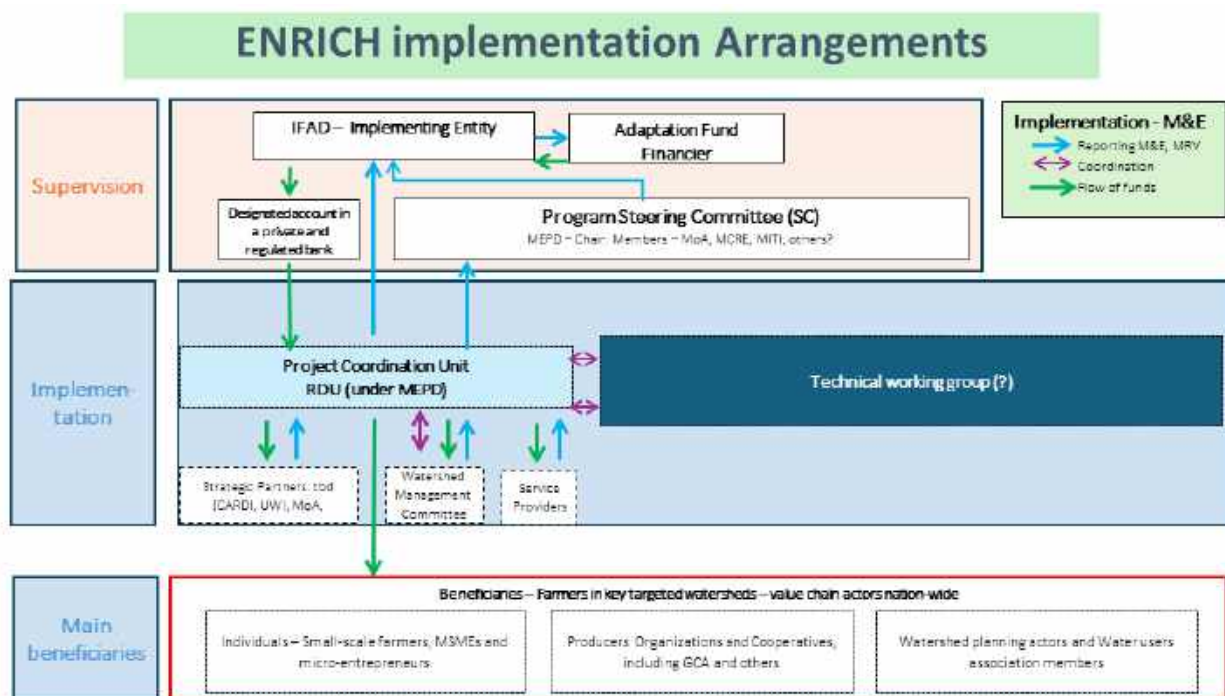 ENRICH implementation Arrangements
Supervision
IFAD – Implementing Entity
Adaptation Fund
Financier
Implementation - M&E
Reporting M&E, MRV
Coordination
Flow of funds
Designated account in
a private and
regulated bank
Program Steering Committee (SC)
MEPD – Chair. Members – MoA, MCRE, MITI, others?
Implemen-
tation
Project Coordination Unit
RDU (under MEPD)
Technical working group (?)
Strategic Partners: tbd
(CARDI, UWI, MoA,
Watershed
Management
Committee
Service
Providers
Main
beneficiaries
Beneficiaries – Farmers in key targeted watersheds – value chain actors nation-wide
Individuals – Small-scale farmers, MSMEs and
micro-entrepreneurs
Producers Organizations and Cooperatives,
including GCA and others
Watershed planning actors and Water users
association members